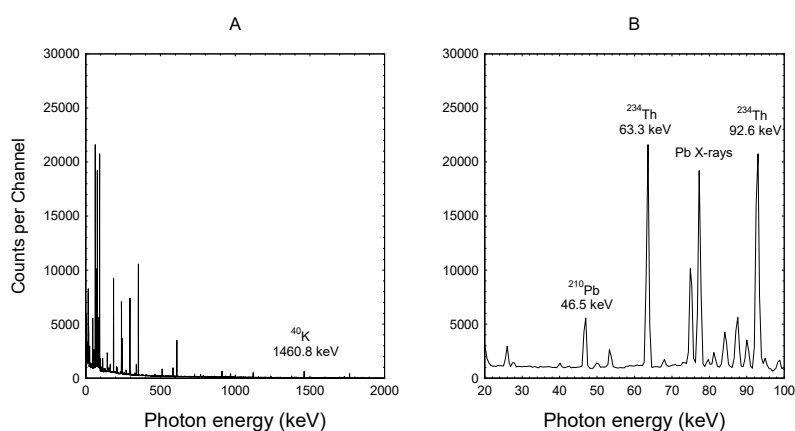 A
B
30000
25000
20000
15000
10000
5000
0
Counts per Channel
0
500
1000
1500
2000
Photon energy (keV)
⁴⁰K
1460.8 keV
30000
25000
20000
15000
10000
5000
0
20
30
40
50
60
70
80
90
100
Photon energy (keV)
²³⁴Th
63.3 keV
²³⁴Th
92.6 keV
Pb X-rays
²¹⁰Pb
46.5 keV